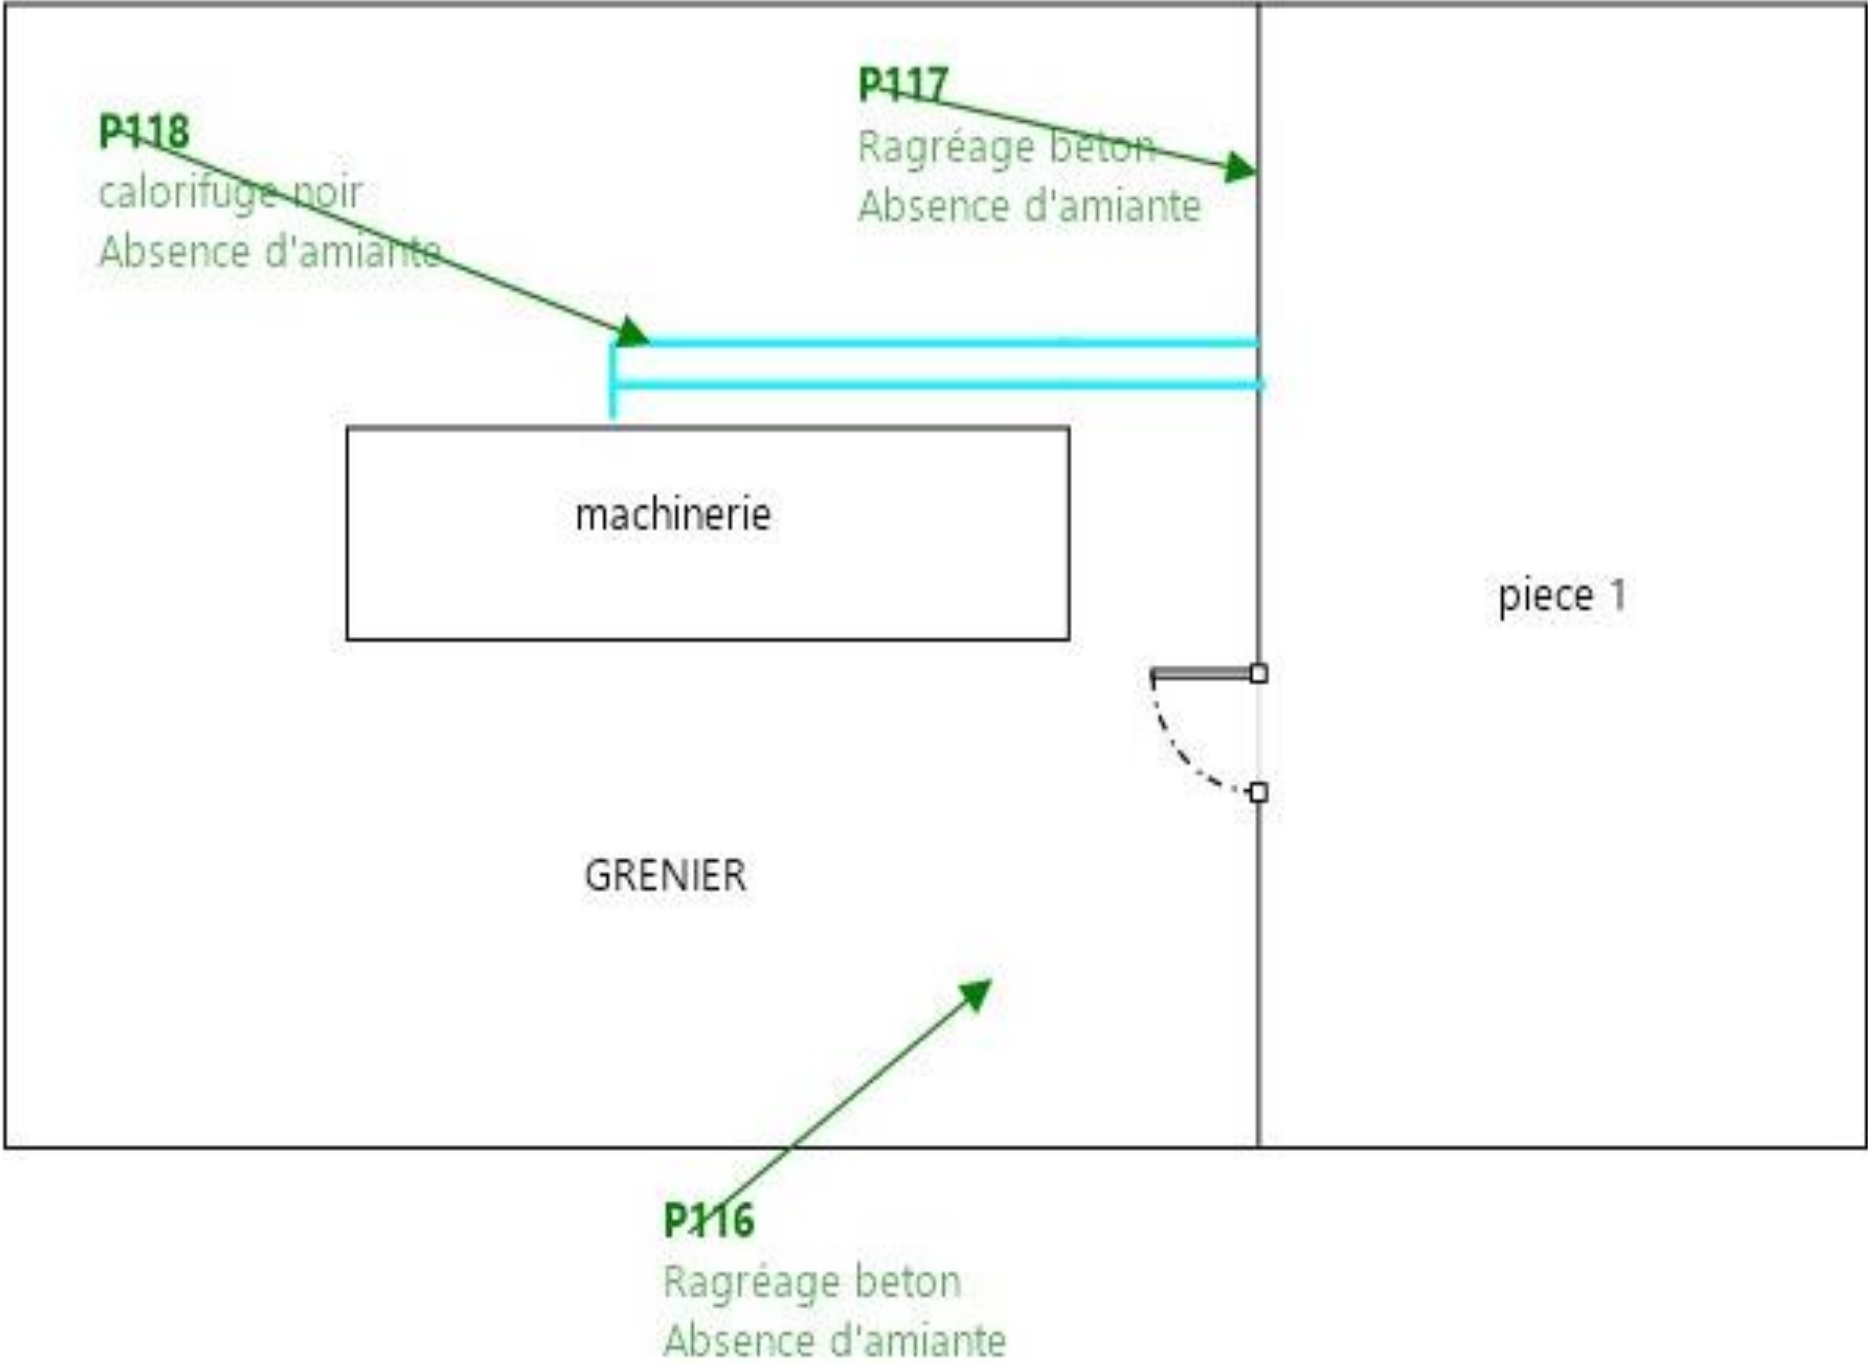 P118
calorifuge noir
Absence d'amiante
P117
Ragréage beton
Absence d'amiante
machinerie
piece 1
GRENIER
P116
Ragréage beton
Absence d'amiante